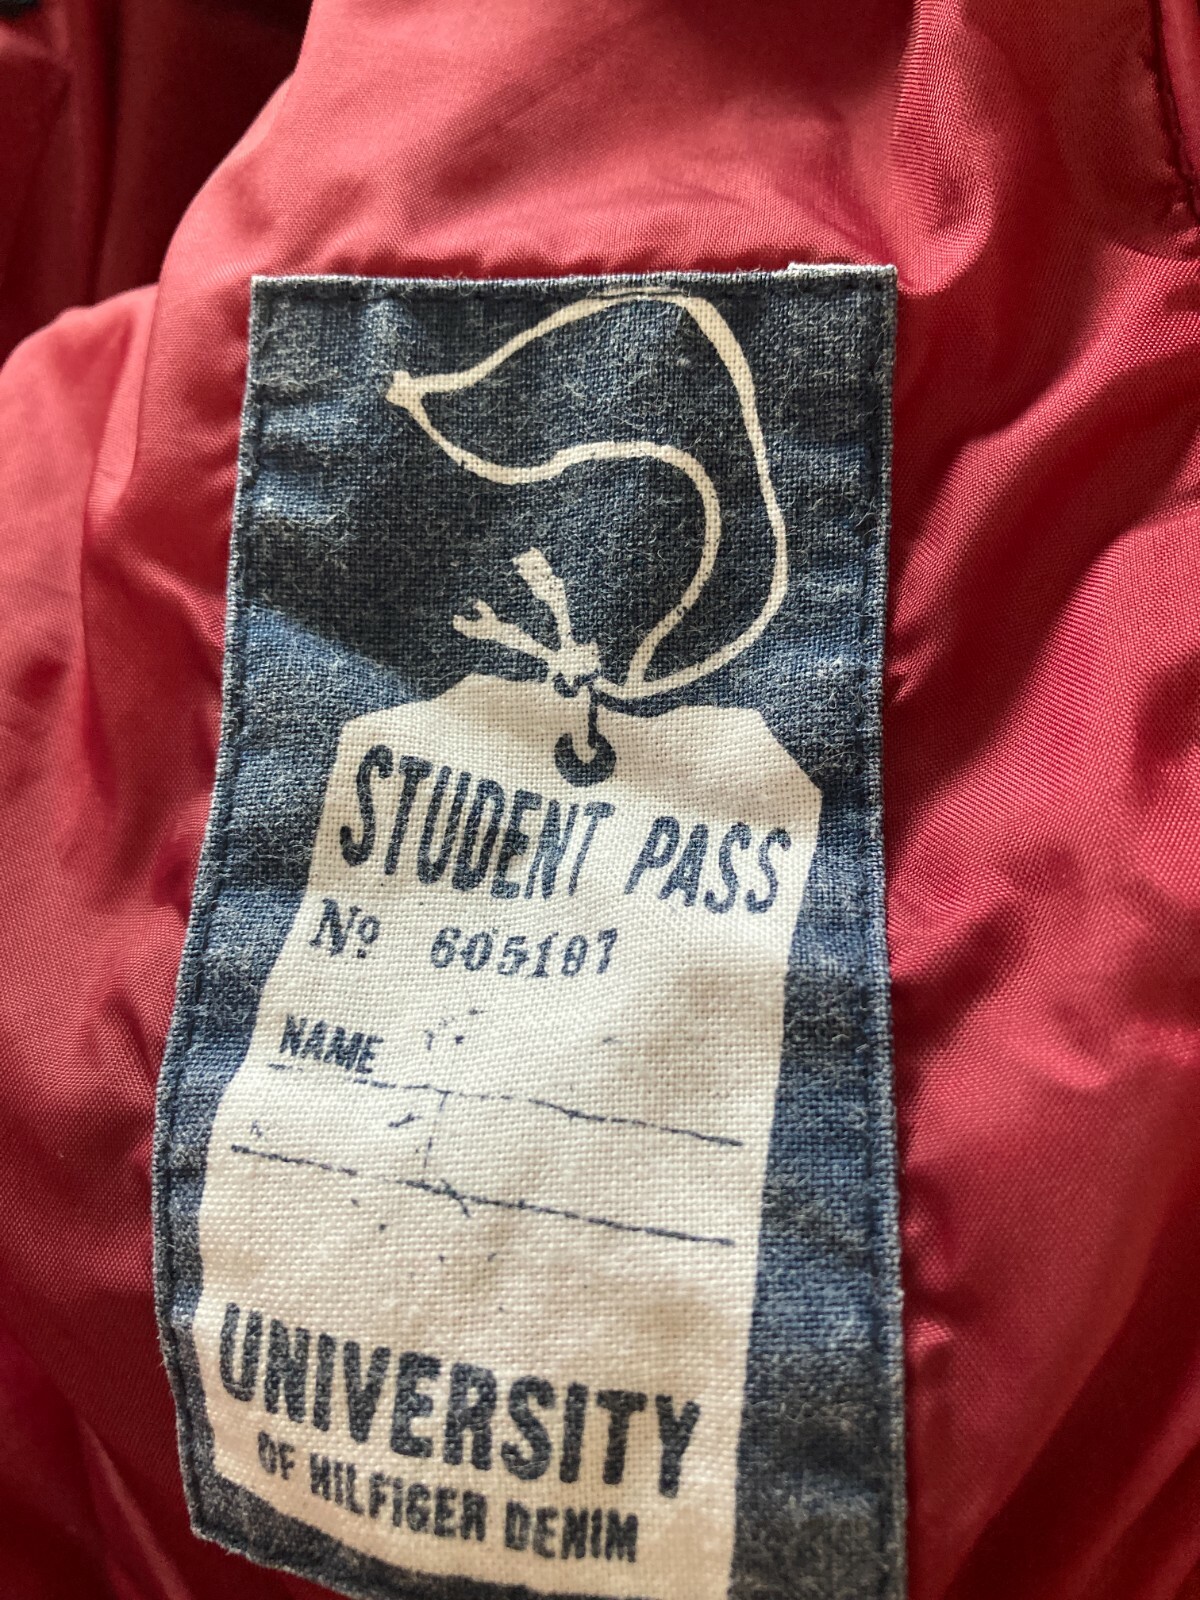 STUDENT PASS
Nº 605187
NAME
UNIVERSITY
OF HILFIGER DENIM